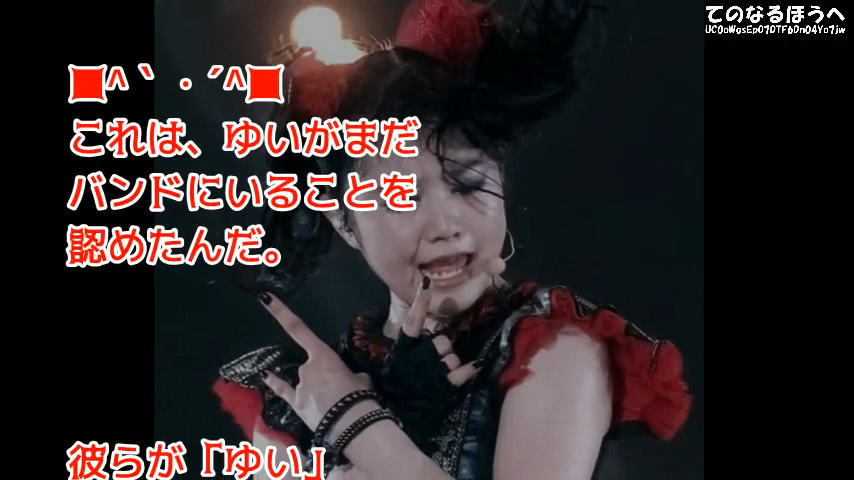 てのなるほうへ
■^｀・´^■
これは、ゆいがまだ
バンドにいることを
認めたんだ。
彼らが「ゆい」